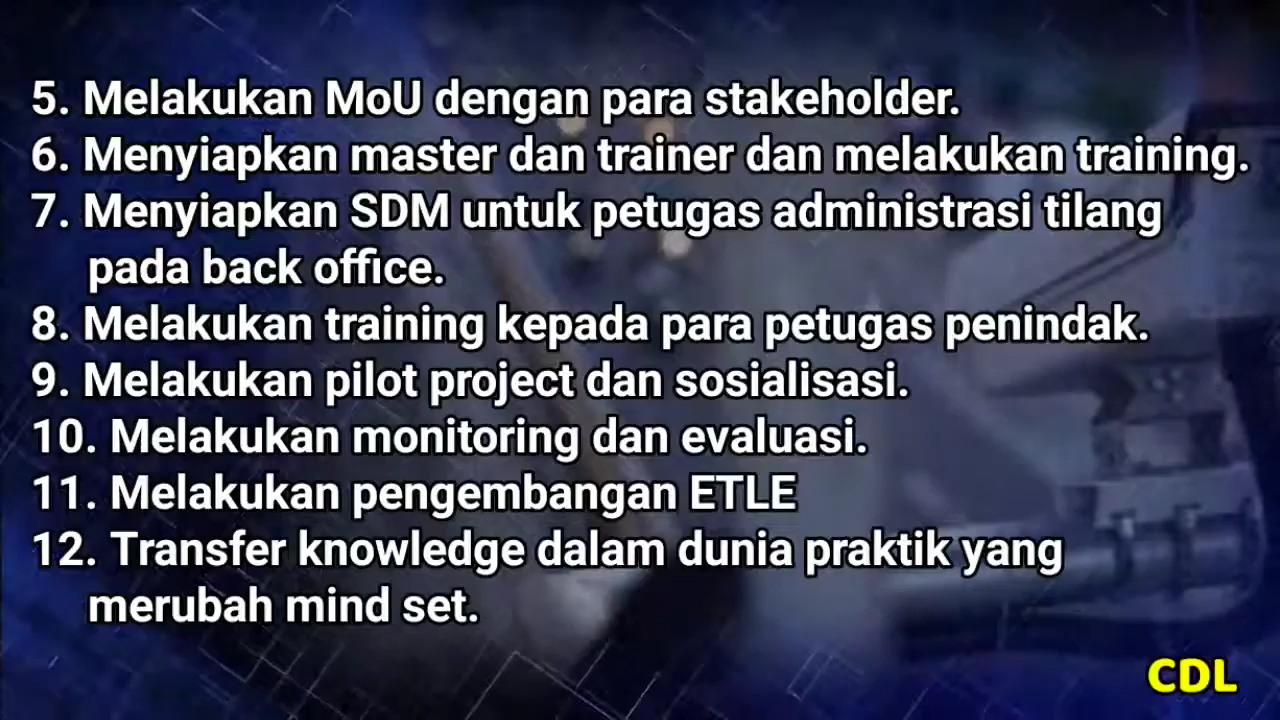 5. Melakukan MoU dengan para stakeholder.
6. Menyiapkan master dan trainer dan melakukan training.
7. Menyiapkan SDM untuk petugas administrasi tilang
pada back office.
8. Melakukan training kepada para petugas penindak.
9. Melakukan pilot project dan sosialisasi.
10. Melakukan monitoring dan evaluasi.
11. Melakukan pengembangan ETLE
12. Transfer knowledge dalam dunia praktik yang
merubah mind set.
CDL